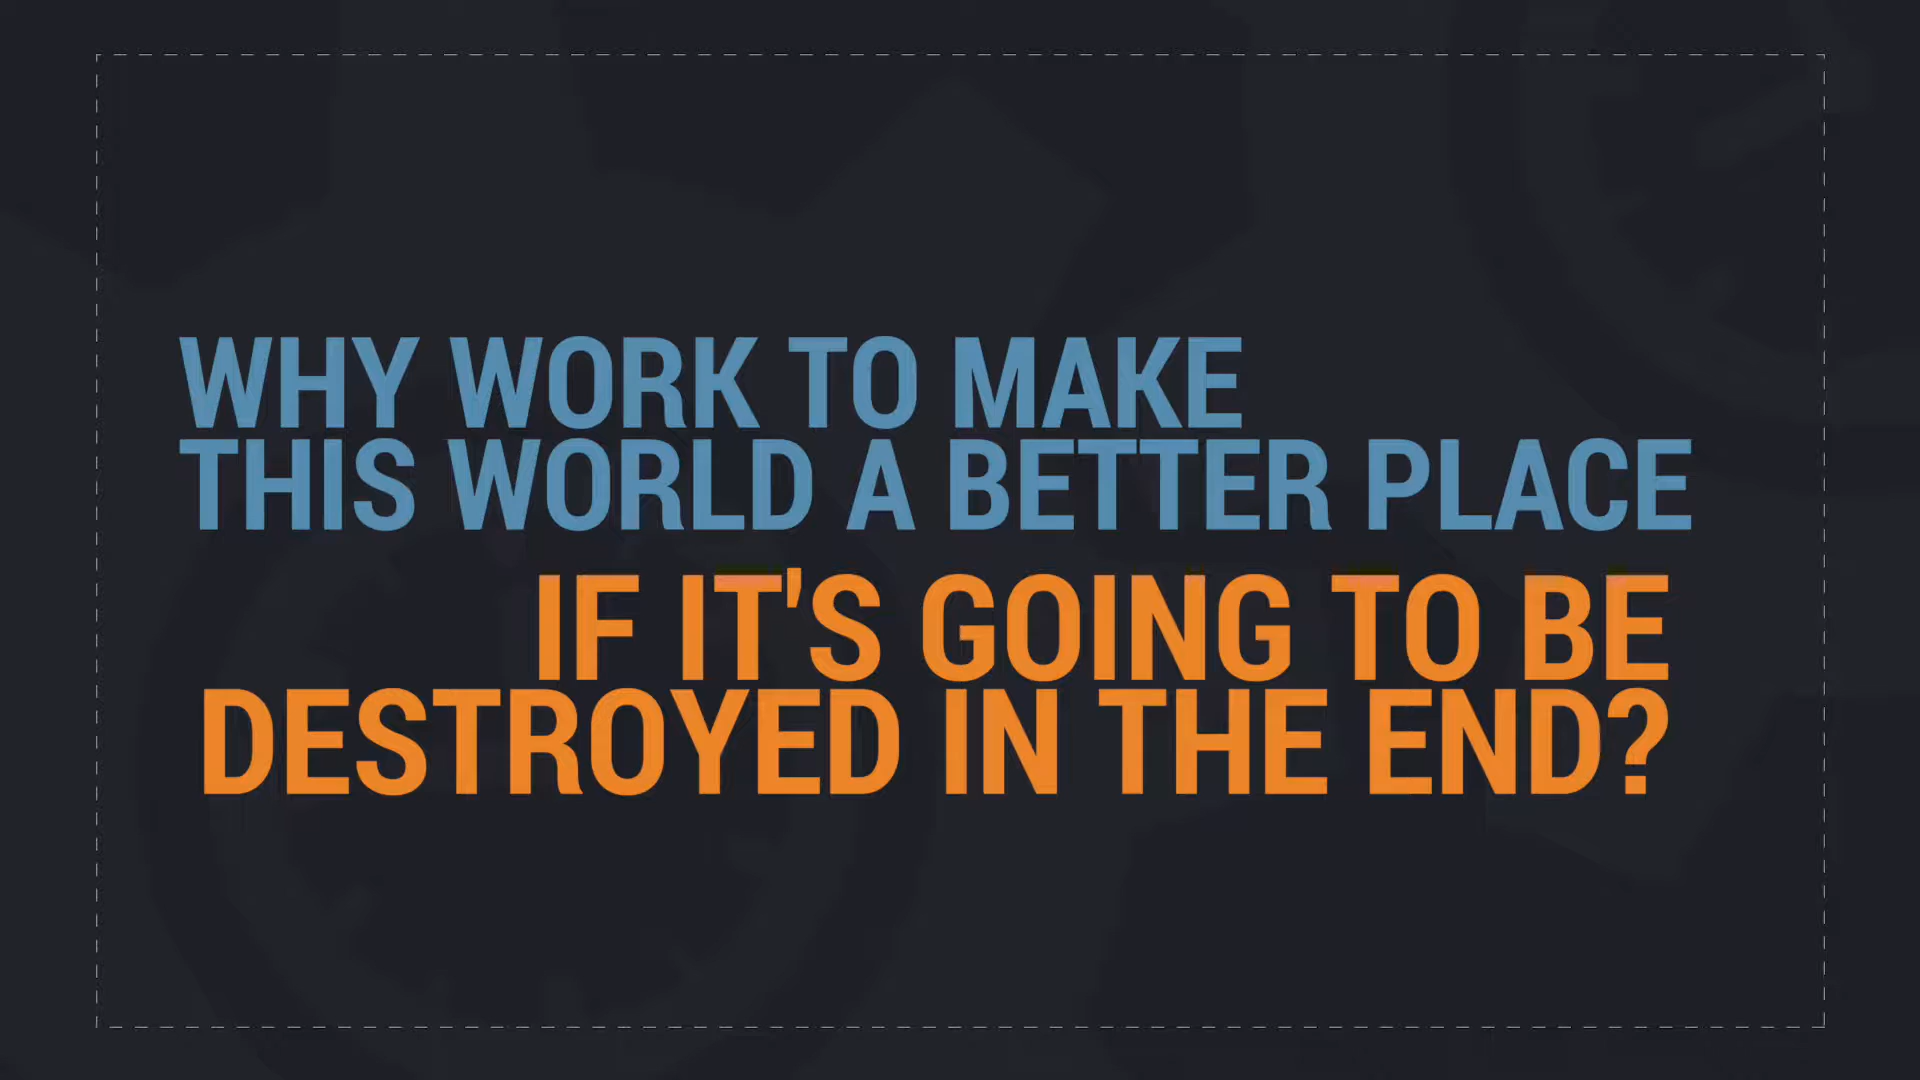 WHY WORK TO MAKE
THIS WORLD A BETTER PLACE
IF IT'S GOING TO BE
DESTROYED IN THE END?